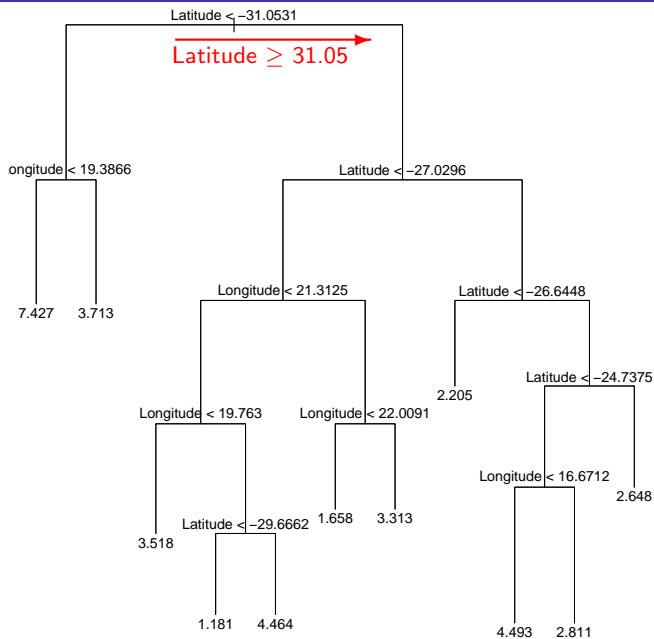 Latitude < −31.0531
Latitude ≥ 31.05
ongitude < 19.3866
Latitude < −27.0296
7.427
3.713
Longitude < 21.3125
Latitude < −26.6448
2.205
Latitude < −24.7375
Longitude < 19.763
Longitude < 22.0091
Longitude < 16.6712
2.648
3.518
Latitude < −29.6662
1.658
3.313
1.181
4.464
4.493
2.811